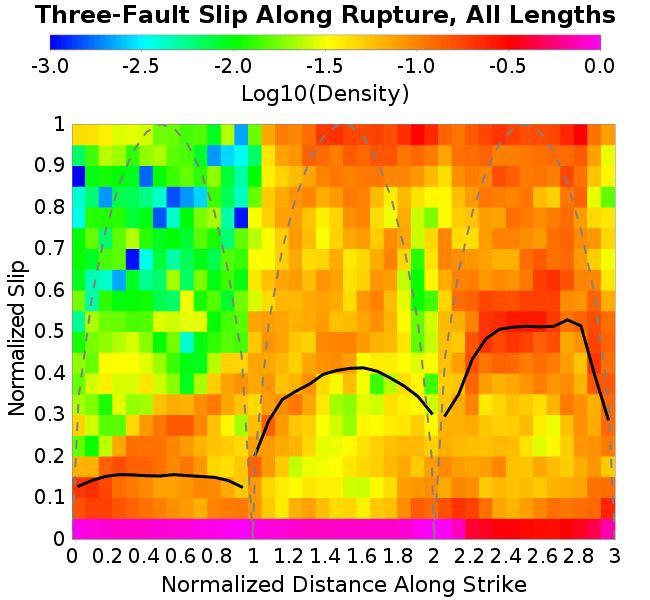 Three-Fault Slip Along Rupture, All Lengths
-3.0 -2.5 -2.0 -1.5 -1.0 -0.5 0.0
Log10(Density)
1
0.9
0.8
0.7
0.6
0.5
0.4
0.3
0.2
0.1
0
Normalized Slip
0 0.2 0.4 0.6 0.8 1 1.2 1.4 1.6 1.8 2 2.2 2.4 2.6 2.8 3
Normalized Distance Along Strike